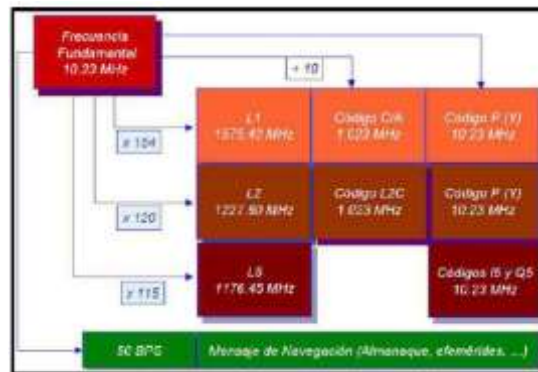 Frecuencia
Fundamental
10.23 MHz
÷ 10
x 154
L1
1575.42 MHz
Código C/A
1.023 MHz
Código P (Y)
10.23 MHz
x 120
L2
1227.60 MHz
Código L2C
1.023 MHz
Código P (Y)
10.23 MHz
x 115
L5
1176.45 MHz
Códigos I5 y Q5
10.23 MHz
50 BPS
Mensaje de Navegación (Almanaque, efemérides, ...)